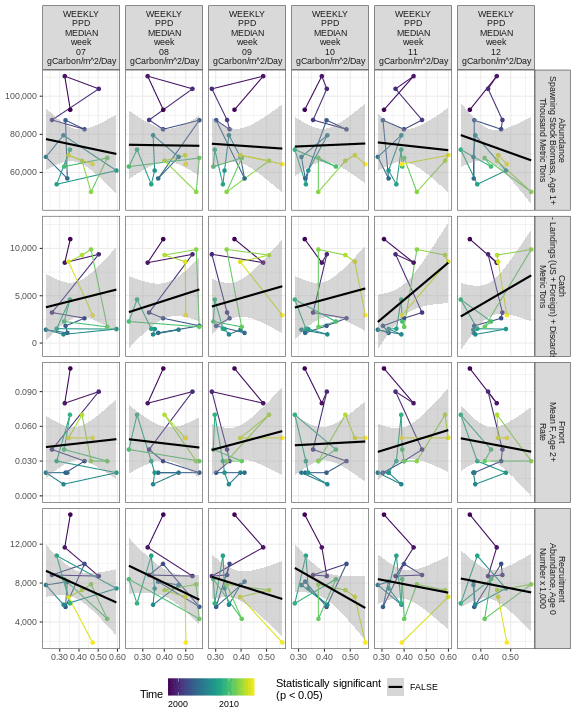 WEEKLY
PPD
MEDIAN
week
07
gCarbon/m^2/Day
WEEKLY
PPD
MEDIAN
week
08
gCarbon/m^2/Day
WEEKLY
PPD
MEDIAN
week
09
gCarbon/m^2/Day
WEEKLY
PPD
MEDIAN
week
10
gCarbon/m^2/Day
WEEKLY
PPD
MEDIAN
week
11
gCarbon/m^2/Day
WEEKLY
PPD
MEDIAN
week
12
gCarbon/m^2/Day
100,000
80,000
60,000
Abundance
Spawning Stock Biomass, Age 1+
Thousand Metric Tons
10,000
5,000
0
Catch
- Landings (US + Foreign) + Discards
Metric Tons
0.090
0.060
0.030
0.000
Fmort
Mean F, Age 2+
Rate
12,000
8,000
4,000
Recruitment
Abundance, Age 0
Number x 1,000
0.30 0.40 0.50 0.60
0.30 0.40 0.50
0.30 0.40 0.50
0.30 0.40 0.50
0.30 0.40 0.50 0.60
0.40 0.50
Time
2000 2010
Statistically significant
(p < 0.05)
FALSE